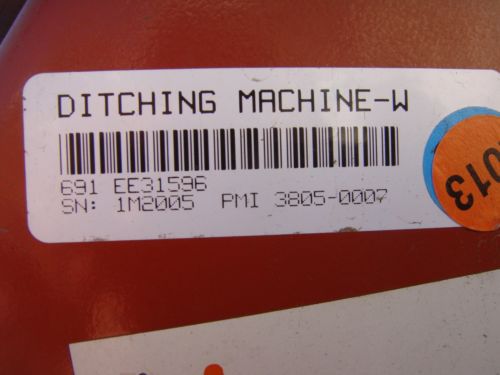 DITCHING MACHINE-W
691 EE31596
SN: 1M2005 PMI 3805-0007
013